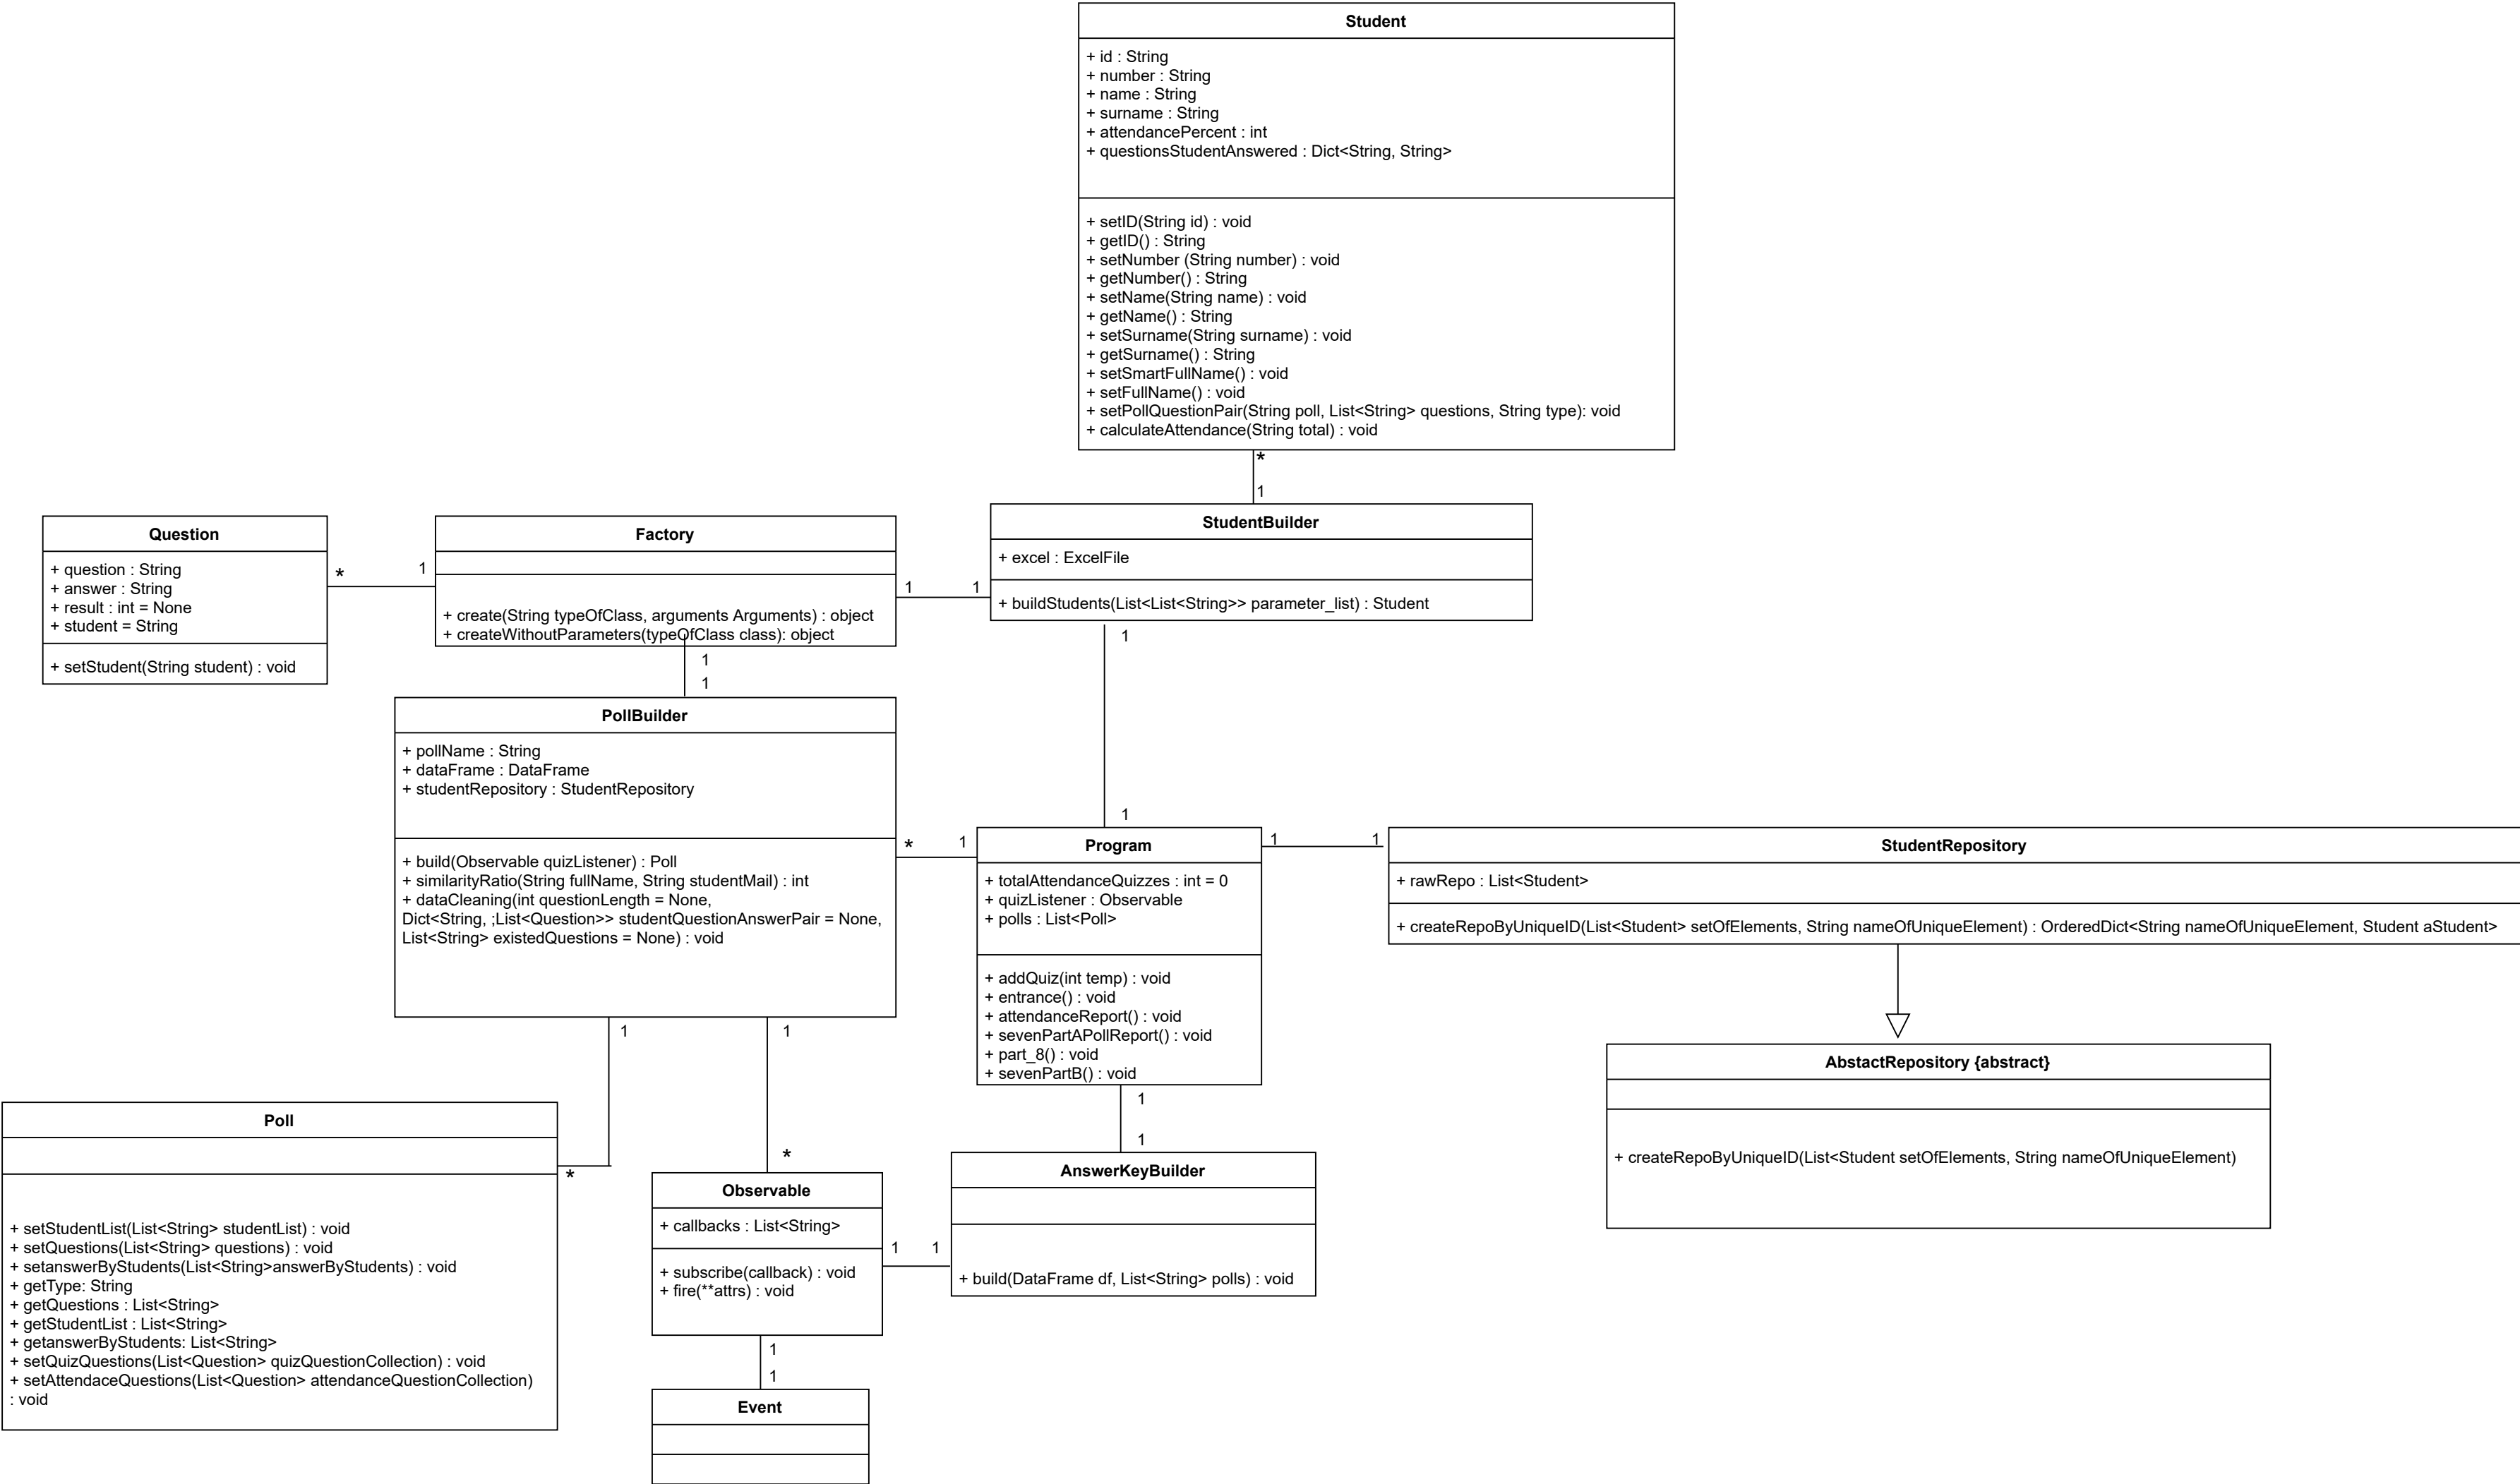 Student
+ id : String
+ number : String
+ name : String
+ surname : String
+ attendancePercent : int
+ questionsStudentAnswered : Dict<String, String>
+ setID(String id) : void
+ getID() : String
+ setNumber (String number) : void
+ getNumber() : String
+ setName(String name) : void
+ getName() : String
+ setSurname(String surname) : void
+ getSurname() : String
+ setSmartFullName() : void
+ setFullName() : void
+ setPollQuestionPair(String poll, List<String> questions, String type): void
+ calculateAttendance(String total) : void
*
1
Question
+ question : String
+ answer : String
+ result : int = None
+ student = String
+ setStudent(String student) : void
*
1
Factory
+ create(String typeOfClass, arguments Arguments) : object
+ createWithoutParameters(typeOfClass class): object
1
1
StudentBuilder
+ excel : ExcelFile
+ buildStudents(List<List<String>> parameter_list) : Student
1
1
1
1
PollBuilder
+ pollName : String
+ dataFrame : DataFrame
+ studentRepository : StudentRepository
+ build(Observable quizListener) : Poll
+ similarityRatio(String fullName, String studentMail) : int
+ dataCleaning(int questionLength = None,
Dict<String, ;List<Question>> studentQuestionAnswerPair = None,
List<String> existedQuestions = None) : void
*
1
Program
+ totalAttendanceQuizzes : int = 0
+ quizListener : Observable
+ polls : List<Poll>
+ addQuiz(int temp) : void
+ entrance() : void
+ attendanceReport() : void
+ sevenPartAPollReport() : void
+ part_8() : void
+ sevenPartB() : void
1
1
StudentRepository
+ rawRepo : List<Student>
+ createRepoByUniqueID(List<Student> setOfElements, String nameOfUniqueElement) : OrderedDict<String nameOfUniqueElement, Student aStudent>
AbstactRepository {abstract}
+ createRepoByUniqueID(List<Student setOfElements, String nameOfUniqueElement)
1
*
1
*
1
1
Poll
+ setStudentList(List<String> studentList) : void
+ setQuestions(List<String> questions) : void
+ setanswerByStudents(List<String>answerByStudents) : void
+ getType: String
+ getQuestions : List<String>
+ getStudentList : List<String>
+ getanswerByStudents: List<String>
+ setQuizQuestions(List<Question> quizQuestionCollection) : void
+ setAttendaceQuestions(List<Question> attendanceQuestionCollection)
: void
Observable
+ callbacks : List<String>
+ subscribe(callback) : void
+ fire(**attrs) : void
1
1
AnswerKeyBuilder
+ build(DataFrame df, List<String> polls) : void
1
1
Event